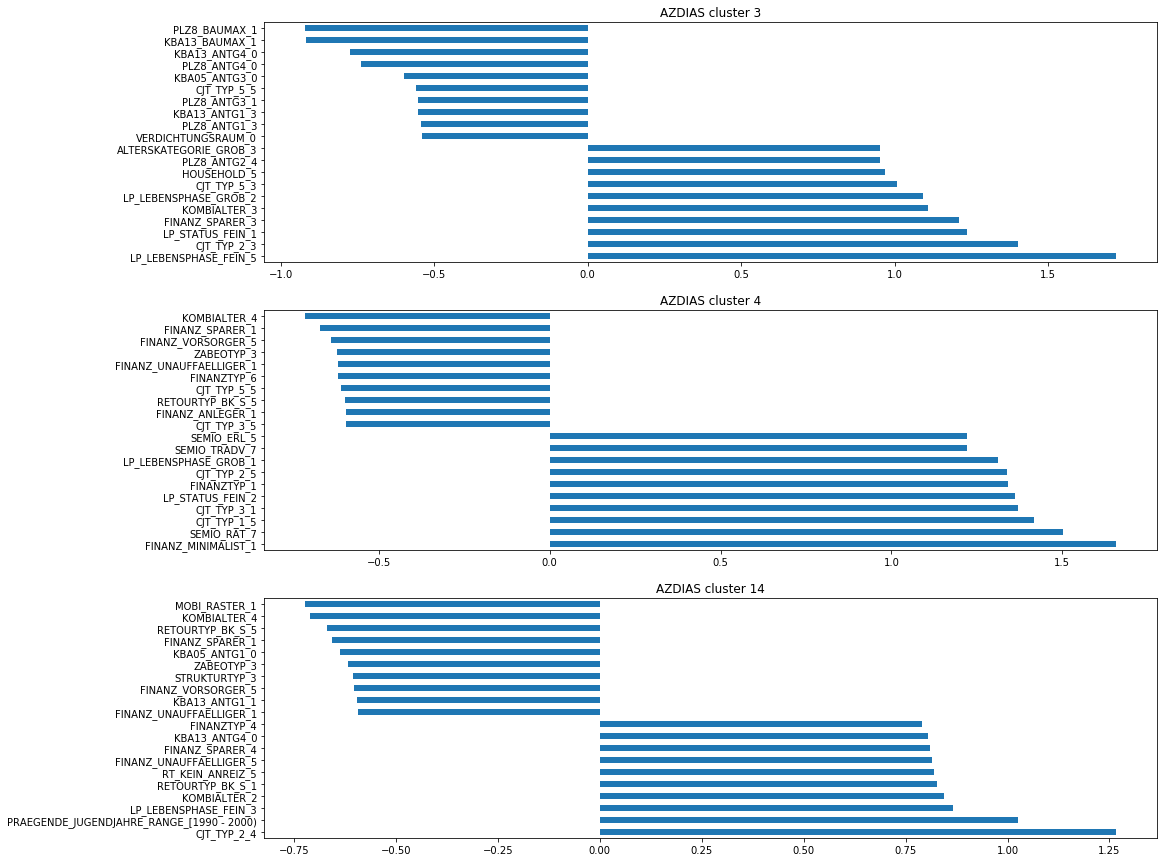 AZDIAS cluster 3
PLZ8_BAUMAX_1
KBA13_BAUMAX_1
KBA13_ANTG4_0
PLZ8_ANTG4_0
KBA05_ANTG3_0
CJT_TYP_5_5
PLZ8_ANTG3_1
KBA13_ANTG1_3
PLZ8_ANTG1_3
VERDICHTUNGSRAUM_0
ALTERSKATEGORIE_GROB_3
PLZ8_ANTG2_4
HOUSEHOLD_5
CJT_TYP_5_3
LP_LEBENSPHASE_GROB_2
KOMBIALTER_3
FINANZ_SPARER_3
LP_STATUS_FEIN_1
CJT_TYP_2_3
LP_LEBENSPHASE_FEIN_5
−1.0 −0.5 0.0 0.5 1.0 1.5
AZDIAS cluster 4
KOMBIALTER_4
FINANZ_SPARER_1
FINANZ_VORSORGER_5
ZABEOTYP_3
FINANZ_UNAUFFAELLIGER_1
FINANZTYP_6
CJT_TYP_5_5
RETOURTYP_BK_S_5
FINANZ_ANLEGER_1
CJT_TYP_3_5
SEMIO_ERL_5
SEMIO_TRADV_7
LP_LEBENSPHASE_GROB_1
CJT_TYP_2_5
FINANZTYP_1
LP_STATUS_FEIN_2
CJT_TYP_3_1
CJT_TYP_1_5
SEMIO_RAT_7
FINANZ_MINIMALIST_1
−0.5 0.0 0.5 1.0 1.5
AZDIAS cluster 14
MOBI_RASTER_1
KOMBIALTER_4
RETOURTYP_BK_S_5
FINANZ_SPARER_1
KBA05_ANTG1_0
ZABEOTYP_3
STRUKTURTYP_3
FINANZ_VORSORGER_5
KBA13_ANTG1_1
FINANZ_UNAUFFAELLIGER_1
FINANZTYP_4
KBA13_ANTG4_0
FINANZ_SPARER_4
FINANZ_UNAUFFAELLIGER_5
RT_KEIN_ANREIZ_5
RETOURTYP_BK_S_1
KOMBIALTER_2
LP_LEBENSPHASE_FEIN_3
PRAEGENDE_JUGENDJAHRE_RANGE_[1990 - 2000)
CJT_TYP_2_4
−0.75 −0.50 −0.25 0.00 0.25 0.50 0.75 1.00 1.25